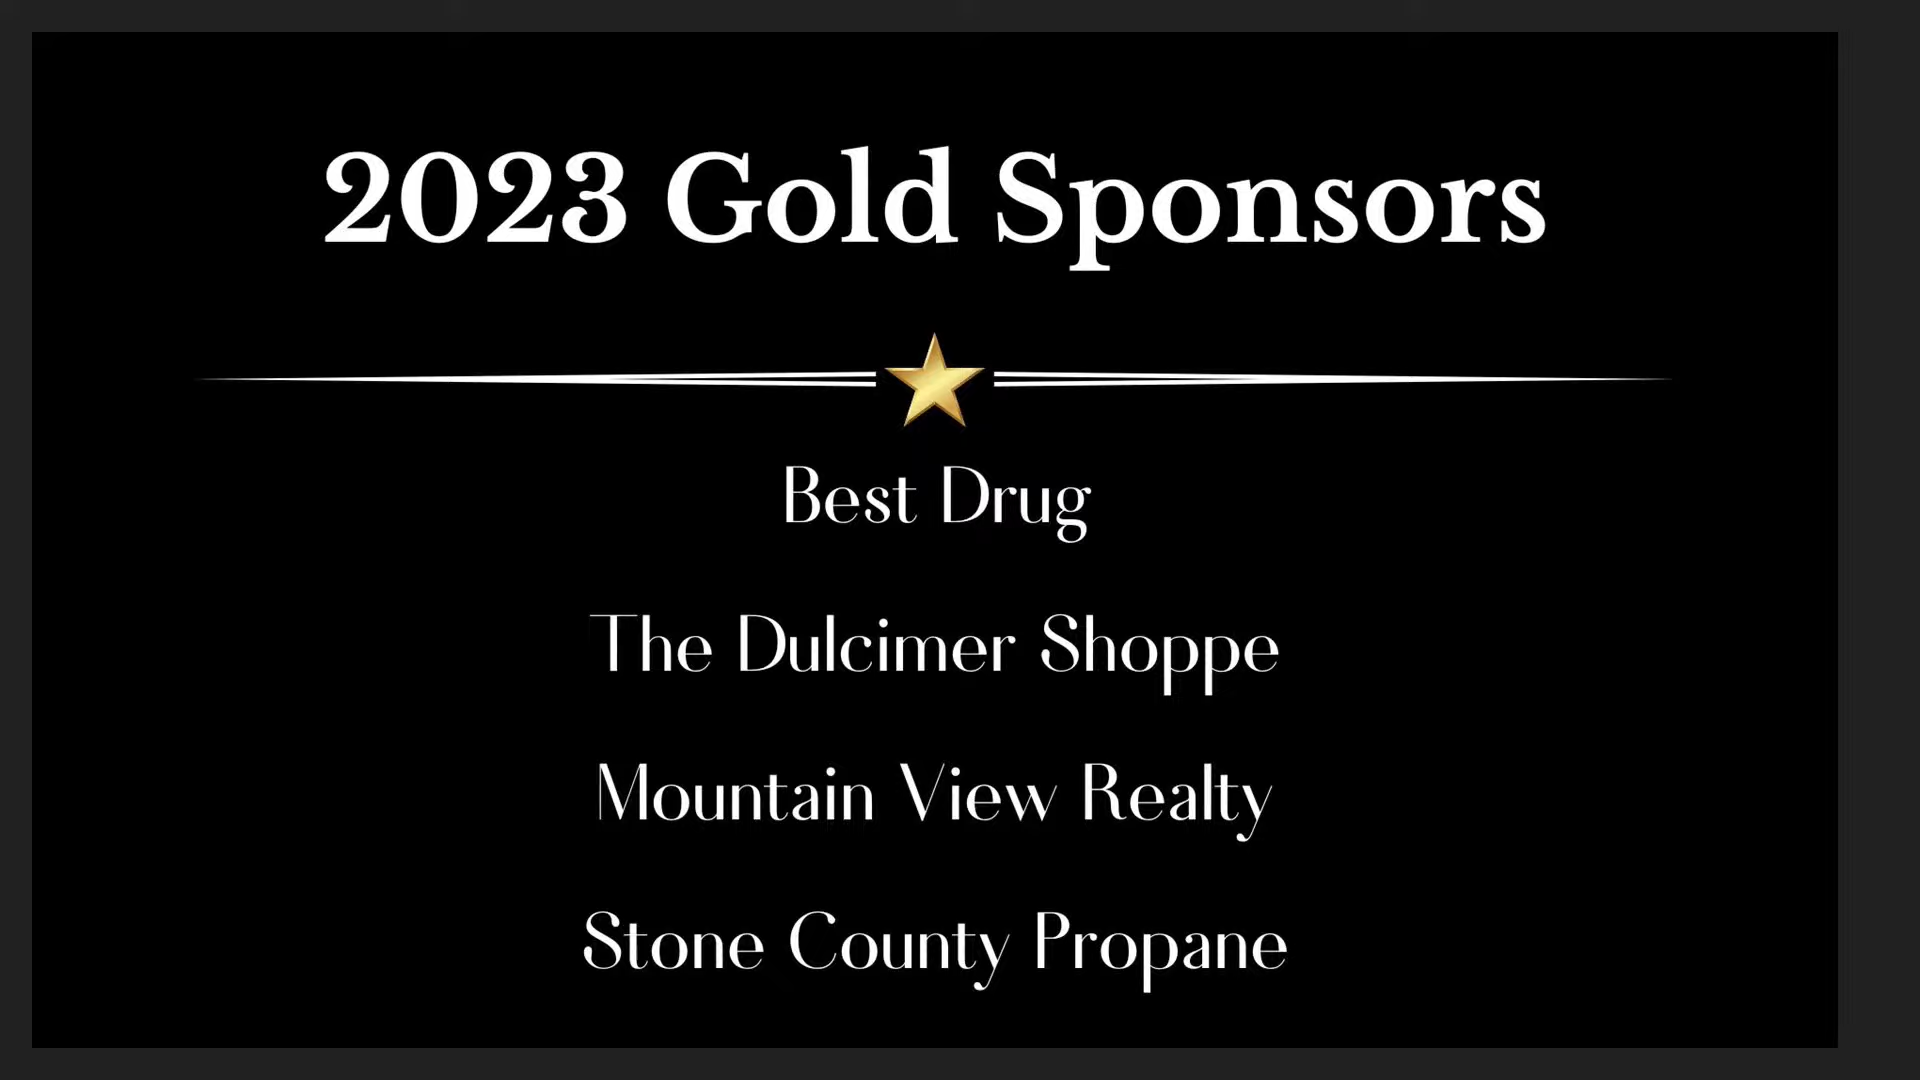 2023 Gold Sponsors
Best Drug
The Dulcimer Shoppe
Mountain View Realty
Stone County Propane